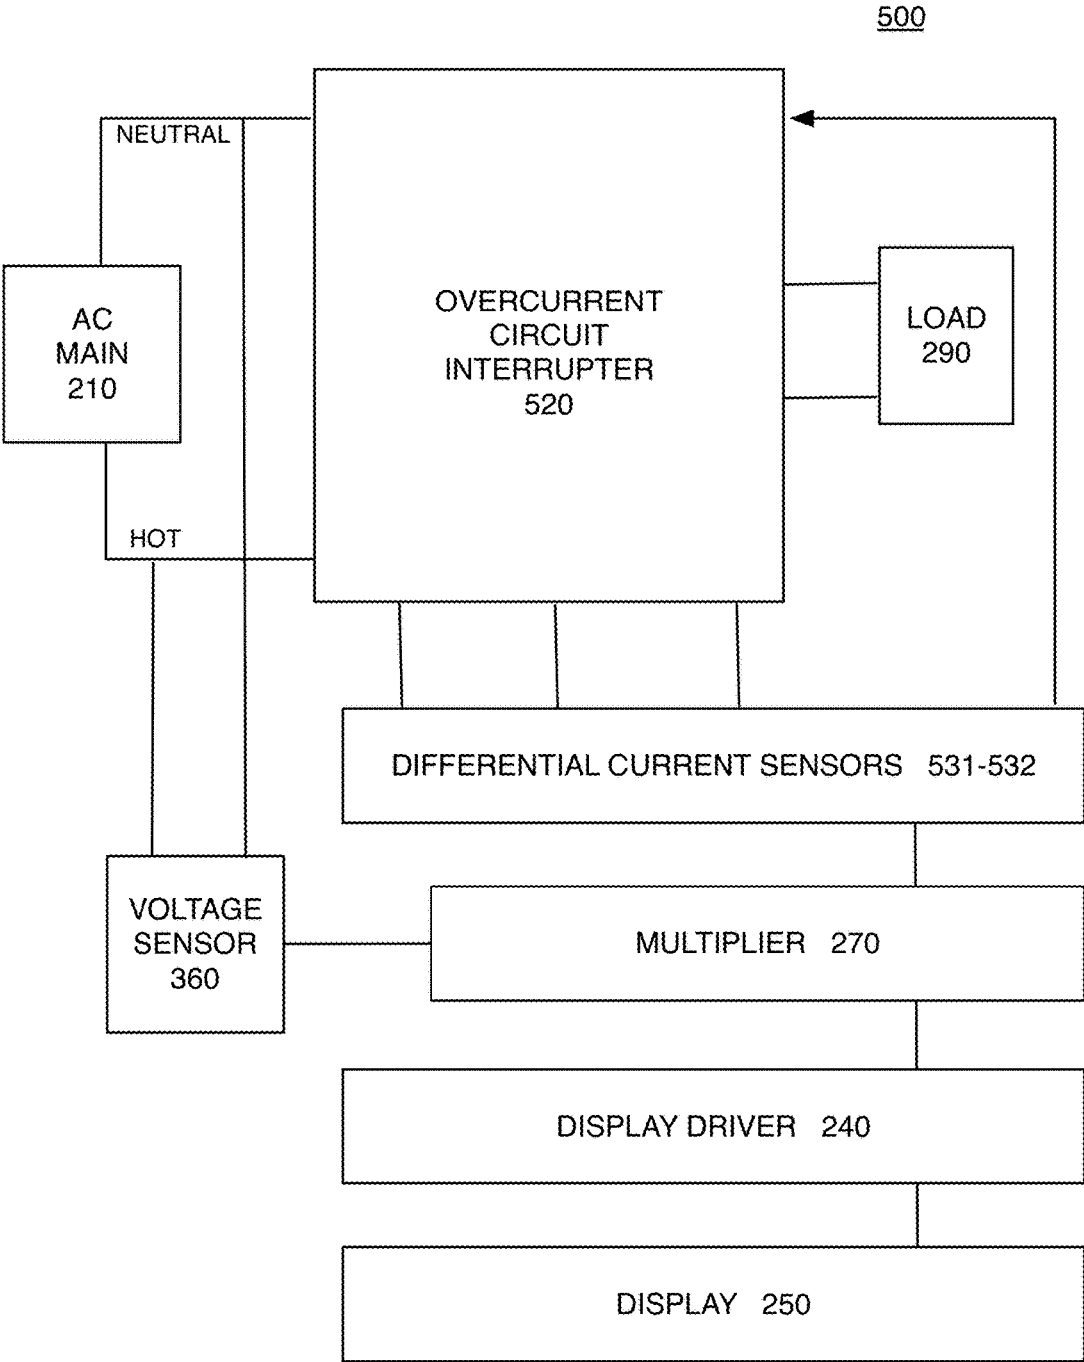 500
NEUTRAL
AC
MAIN
210
OVERCURRENT
CIRCUIT
INTERRUPTER
520
LOAD
290
HOT
DIFFERENTIAL CURRENT SENSORS 531-532
VOLTAGE
SENSOR
360
MULTIPLIER 270
DISPLAY DRIVER 240
DISPLAY 250